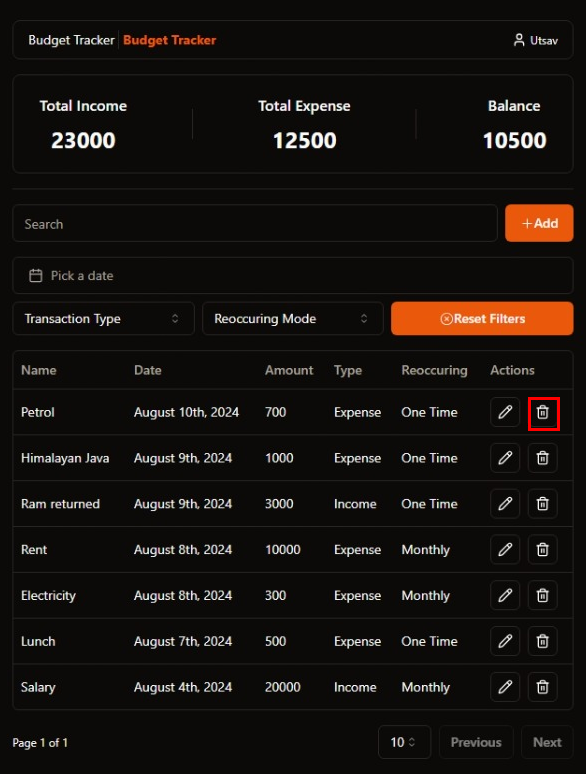 Budget Tracker Budget Tracker Utsav
Total Income Total Expense Balance
23000 12500 10500
Search +Add
Pick a date
Transaction Type Reoccuring Mode Reset Filters
Name Date Amount Type Reoccuring Actions
Petrol August 10th, 2024 700 Expense One Time
Himalayan Java August 9th, 2024 1000 Expense One Time
Ram returned August 9th, 2024 3000 Income One Time
Rent August 8th, 2024 10000 Expense Monthly
Electricity August 8th, 2024 300 Expense Monthly
Lunch August 7th, 2024 500 Expense One Time
Salary August 4th, 2024 20000 Income Monthly
Page 1 of 1 10 Previous Next